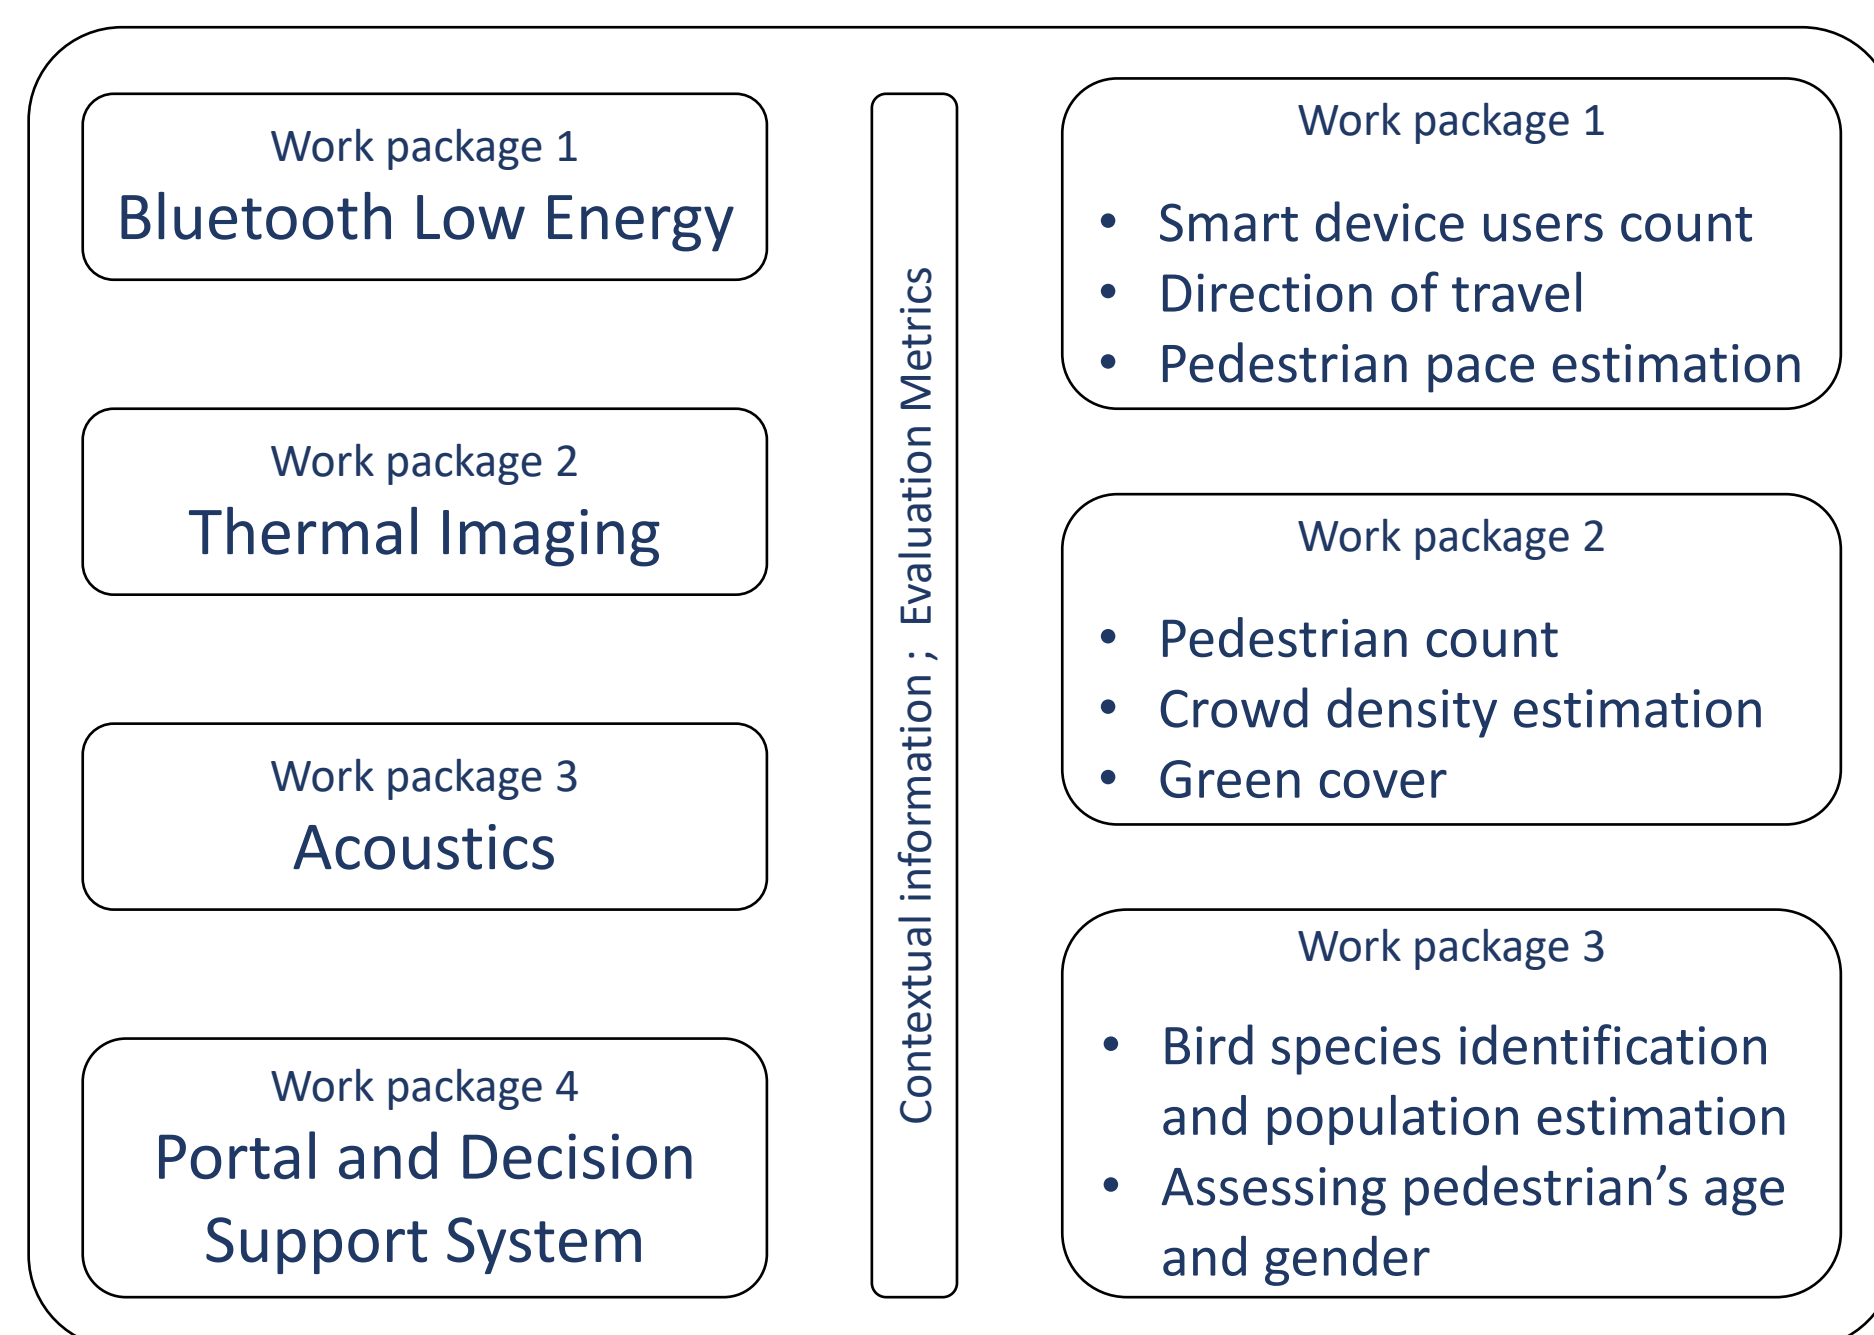 Work package 1
Bluetooth Low Energy
Work package 2
Thermal Imaging
Work package 3
Acoustics
Work package 4
Portal and Decision
Support System
Contextual information ; Evaluation Metrics
Work package 1
• Smart device users count
• Direction of travel
• Pedestrian pace estimation
Work package 2
• Pedestrian count
• Crowd density estimation
• Green cover
Work package 3
• Bird species identification
and population estimation
• Assessing pedestrian’s age
and gender